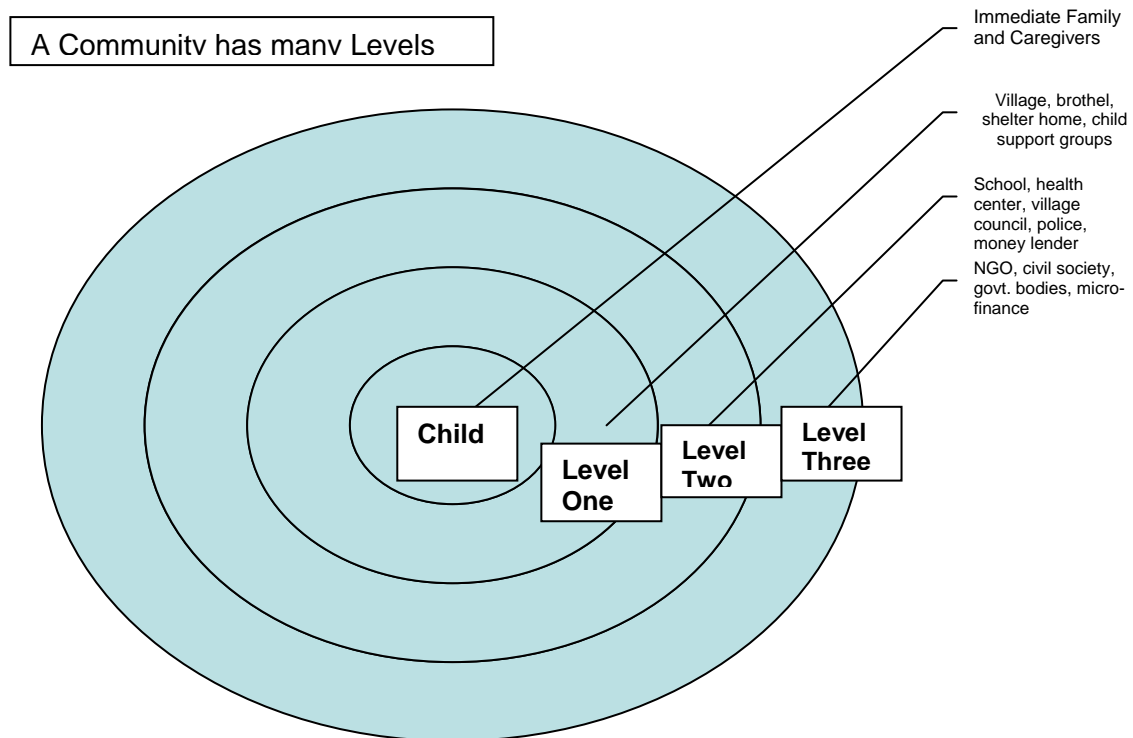 A Community has many Levels
Immediate Family
and Caregivers
Village, brothel,
shelter home, child
support groups
School, health
center, village
council, police,
money lender
NGO, civil society,
govt. bodies, micro-
finance
Child
Level
One
Level
Two
Level
Three